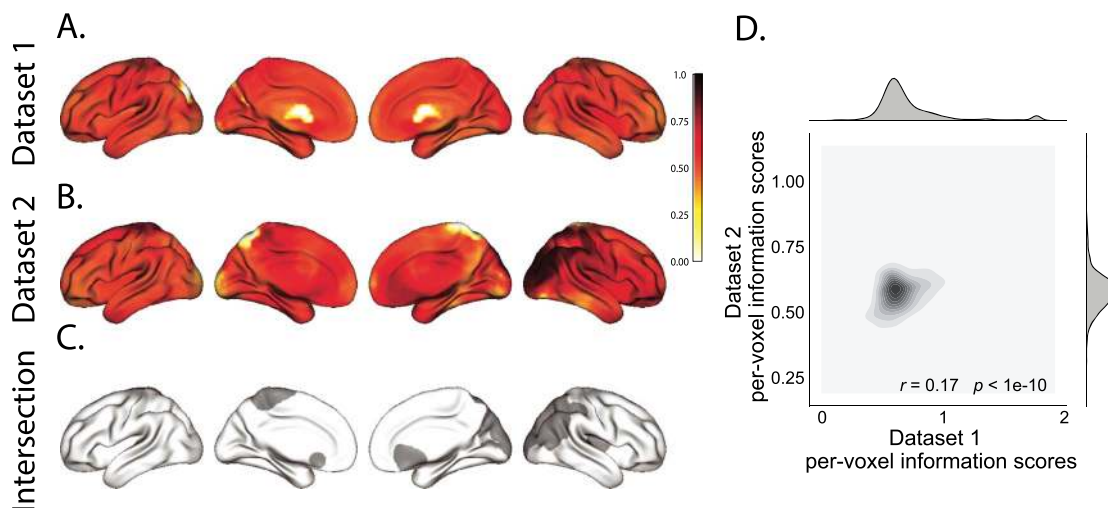 A.
Dataset 1
B.
Dataset 2
C.
Intersection
1.0
0.75
0.50
0.25
0.00
D.
Dataset 2
per-voxel information scores
1.00
0.75
0.50
0.25
r = 0.17 p < 1e-10
0 1 2
Dataset 1
per-voxel information scores